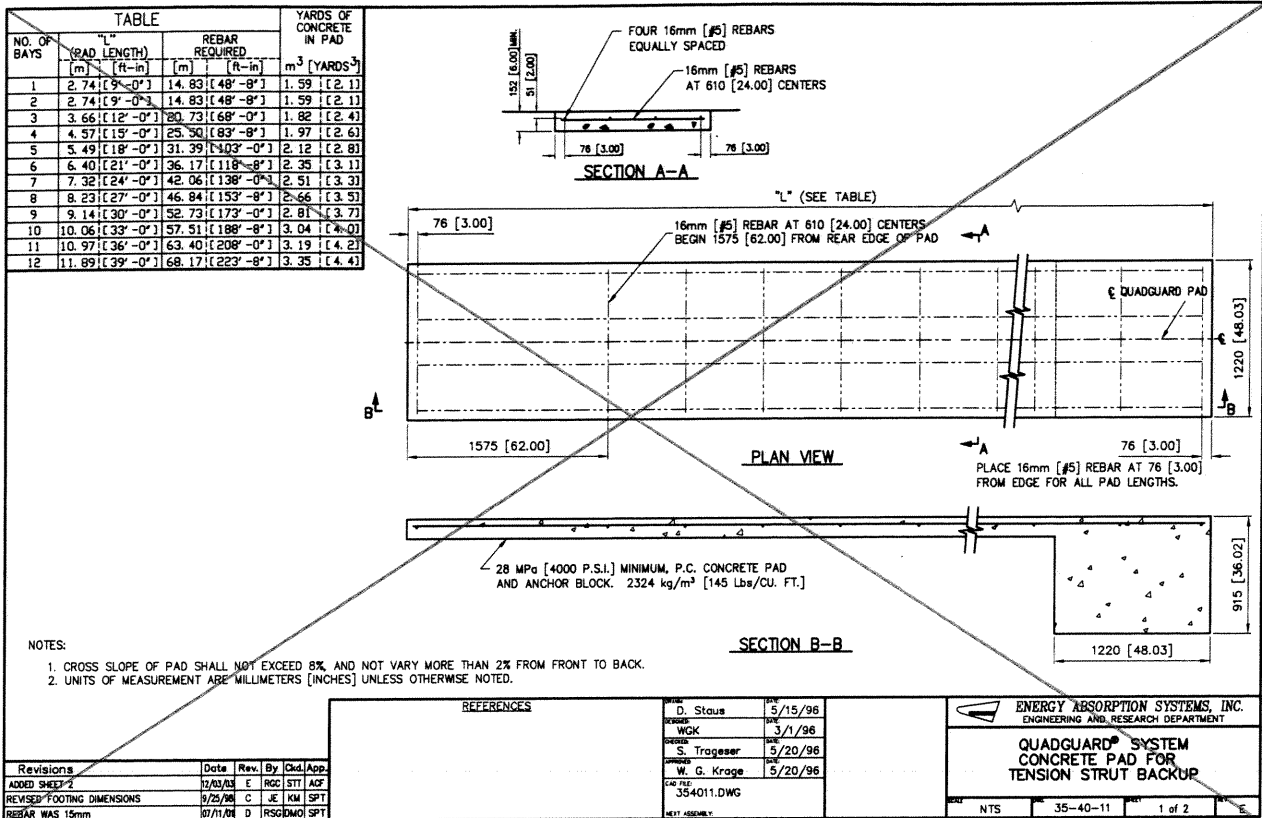 TABLE
NO. OF BAYS
"L"
(PAD LENGTH)
REBAR
REQUIRED
YARDS OF
CONCRETE
IN PAD
[m] [ft-in] [m] [ft-in] m³ [YARDS³]
1 2.74 [9'-0"] 14.83 [48'-8"] 1.59 [2.1]
2 2.74 [9'-0"] 14.83 [48'-8"] 1.59 [2.1]
3 3.66 [12'-0"] 20.73 [68'-0"] 1.82 [2.4]
4 4.57 [15'-0"] 25.50 [83'-8"] 1.97 [2.6]
5 5.49 [18'-0"] 31.39 [103'-0"] 2.12 [2.8]
6 6.40 [21'-0"] 36.17 [118'-8"] 2.35 [3.1]
7 7.32 [24'-0"] 42.06 [138'-0"] 2.51 [3.3]
8 8.23 [27'-0"] 46.84 [153'-8"] 2.66 [3.5]
9 9.14 [30'-0"] 52.73 [173'-0"] 2.81 [3.7]
10 10.06 [33'-0"] 57.51 [188'-8"] 3.04 [4.0]
11 10.97 [36'-0"] 63.40 [208'-0"] 3.19 [4.2]
12 11.89 [39'-0"] 68.17 [223'-8"] 3.35 [4.4]
152 [6.00] MIN.
51 [2.00]
FOUR 16mm [#5] REBARS
EQUALLY SPACED
16mm [#5] REBARS
AT 610 [24.00] CENTERS
76 [3.00]
76 [3.00]
SECTION A-A
"L" (SEE TABLE)
76 [3.00]
16mm [#5] REBAR AT 610 [24.00] CENTERS
BEGIN 1575 [62.00] FROM REAR EDGE OF PAD
A
℄ QUADGUARD PAD
℄
1220 [48.03]
B
B
1575 [62.00]
PLAN VIEW
A
76 [3.00]
PLACE 16mm [#5] REBAR AT 76 [3.00]
FROM EDGE FOR ALL PAD LENGTHS.
28 MPa [4000 P.S.I.] MINIMUM, P.C. CONCRETE PAD
AND ANCHOR BLOCK. 2324 kg/m³ [145 Lbs/CU. FT.]
915 [36.02]
1220 [48.03]
SECTION B-B
NOTES:
1. CROSS SLOPE OF PAD SHALL NOT EXCEED 8%, AND NOT VARY MORE THAN 2% FROM FRONT TO BACK.
2. UNITS OF MEASUREMENT ARE MILLIMETERS [INCHES] UNLESS OTHERWISE NOTED.
Revisions Date Rev. By Ckd. App.
ADDED SHEET 2 12/03/03 E RGC STT ACF
REVISED FOOTING DIMENSIONS 9/25/98 C JE KM SPT
REBAR WAS 15mm 07/11/01 D RSG DMO SPT
REFERENCES
DRAWN: D. Staus DATE: 5/15/96
DESIGNED: WGK DATE: 3/1/96
CHECKED: S. Trageser DATE: 5/20/96
APPROVED: W. G. Krage DATE: 5/20/96
CAD FILE:
354011.DWG
NEXT ASSEMBLY:
ENERGY ABSORPTION SYSTEMS, INC.
ENGINEERING AND RESEARCH DEPARTMENT
QUADGUARD® SYSTEM
CONCRETE PAD FOR
TENSION STRUT BACKUP
SCALE NTS 35-40-11 SHEET 1 of 2 E